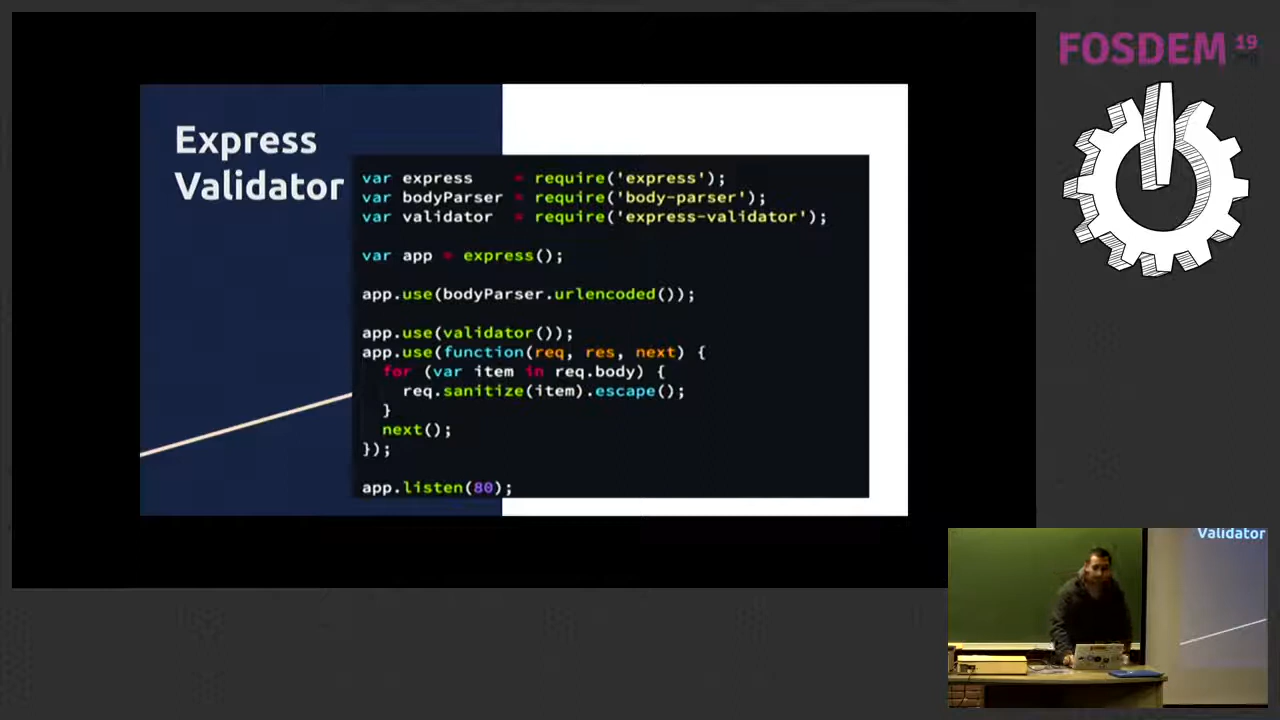 FOSDEM 19
Express
Validator
var express = require('express');
var bodyParser = require('body-parser');
var validator = require('express-validator');
var app = express();
app.use(bodyParser.urlencoded());
app.use(validator());
app.use(function(req, res, next) {
for (var item in req.body) {
req.sanitize(item).escape();
}
next();
});
app.listen(80);
Validator